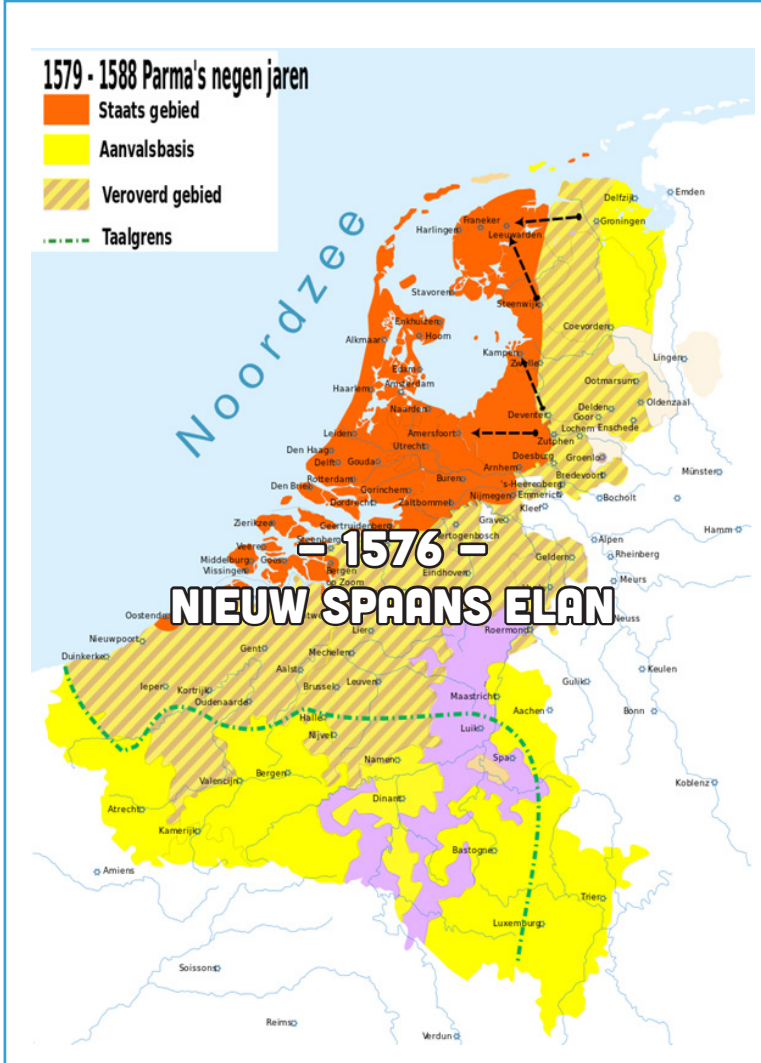 1579 - 1588 Parma's negen jaren
Staats gebied
Aanvalsbasis
Veroverd gebied
Taalgrens
Noordzee
Emden
Delfzijl
Groningen
Franeker
Harlingen
Leeuwarden
Stavoren
Steenwijk
Enkhuizen
Hoorn
Coevorden
Alkmaar
Kampen
Lingen
Zwolle
Edam
Ootmarsum
Amsterdam
Haarlem
Oldenzaal
Naarden
Delden
Deventer
Goor
Enschede
Lochem
Leiden
Amersfoort
Zutphen
Utrecht
Den Haag
Doesburg
Groenlo
Delft
Gouda
Arnhem
Bredevoort
Münster
Rotterdam
Buren
's-Heerenberg
Den Briel
Gorinchem
Nijmegen
Emmerich
Bocholt
Dordrecht
Zaltbommel
Kleef
Zierikzee
Geertruidenberg
Grave
Hamm
Steenberg
ertogenbosch
Alpen
Veere
– 1576 –
Rheinberg
Middelburg
Goes
Geldern
Vlissingen
Bergen
op Zoom
Eindhoven
Meurs
NIEUW SPAANS ELAN
Oostende
Neuss
Lier
Roermond
Nieuwpoort
Duinkerke
Gent
Mechelen
Keulen
Aalst
Ieper
Kortrijk
Brussel
Leuven
Gulik
Oudenaarde
Maastricht
Aachen
Bonn
Halle
Nijvel
Luik
Spa
Namen
Bergen
Valencijn
Koblenz
Dinant
Atrecht
Kamerijk
Bastogne
Amiens
Trier
Luxemburg
Soissons
Reims
Verdun